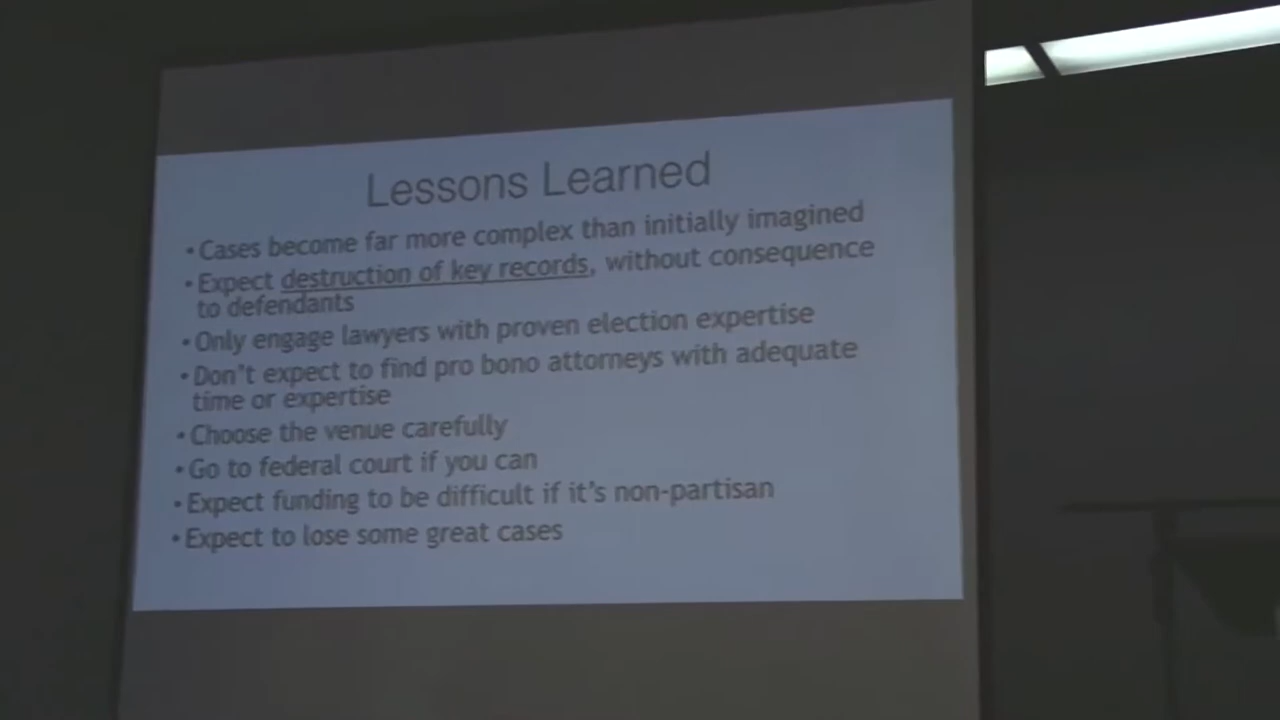 Lessons Learned
• Cases become far more complex than initially imagined
• Expect destruction of key records, without consequence
to defendants
• Only engage lawyers with proven election expertise
• Don't expect to find pro bono attorneys with adequate
time or expertise
• Choose the venue carefully
• Go to federal court if you can
• Expect funding to be difficult if it's non-partisan
• Expect to lose some great cases